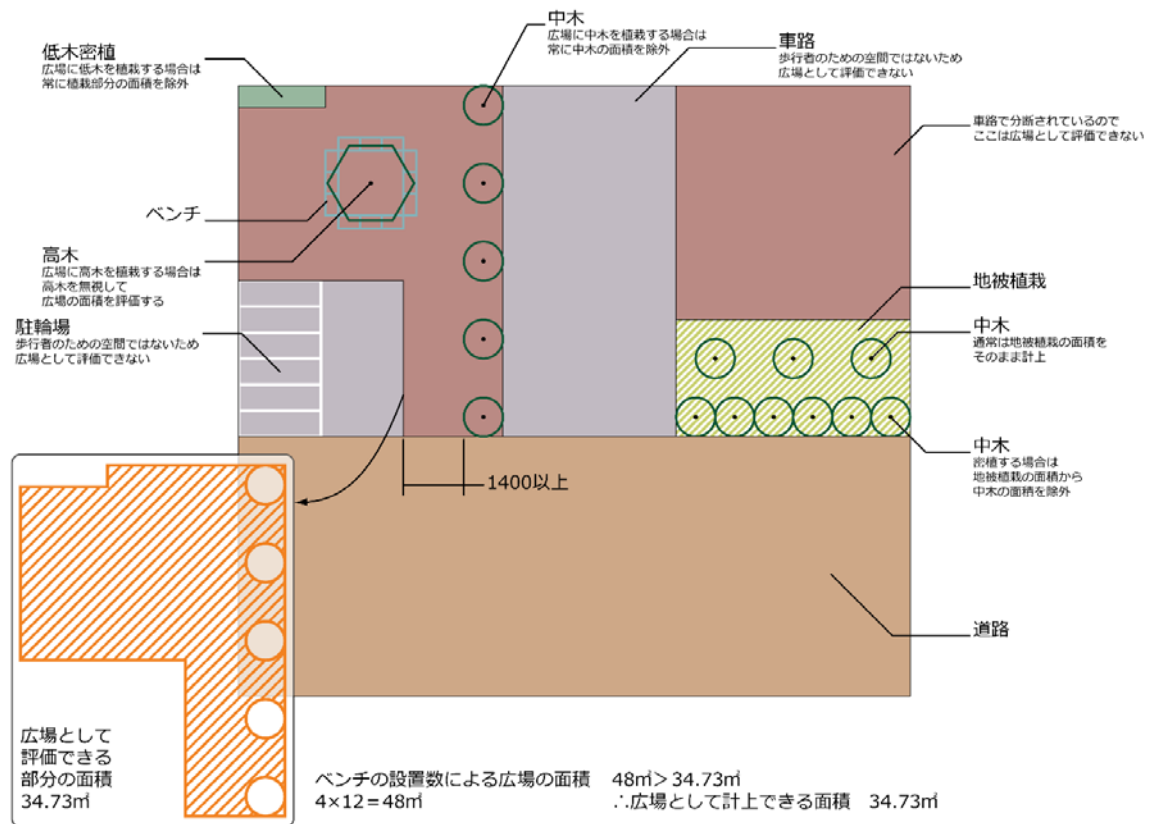 中木
広場に中木を植栽する場合は
常に中木の面積を除外
車路
歩行者のための空間ではないため
広場として評価できない
低木密植
広場に低木を植栽する場合は
常に植栽部分の面積を除外
車路で分断されているので
ここは広場として評価できない
ベンチ
高木
広場に高木を植栽する場合は
高木を無視して
広場の面積を評価する
地被植栽
駐輪場
歩行者のための空間ではないため
広場として評価できない
中木
通常は地被植栽の面積を
そのまま計上
中木
密植する場合は
地被植栽の面積から
中木の面積を除外
1400以上
道路
広場として
評価できる
部分の面積
34.73㎡
ベンチの設置数による広場の面積　48㎡>34.73㎡
4×12=48㎡　∴広場として計上できる面積　34.73㎡